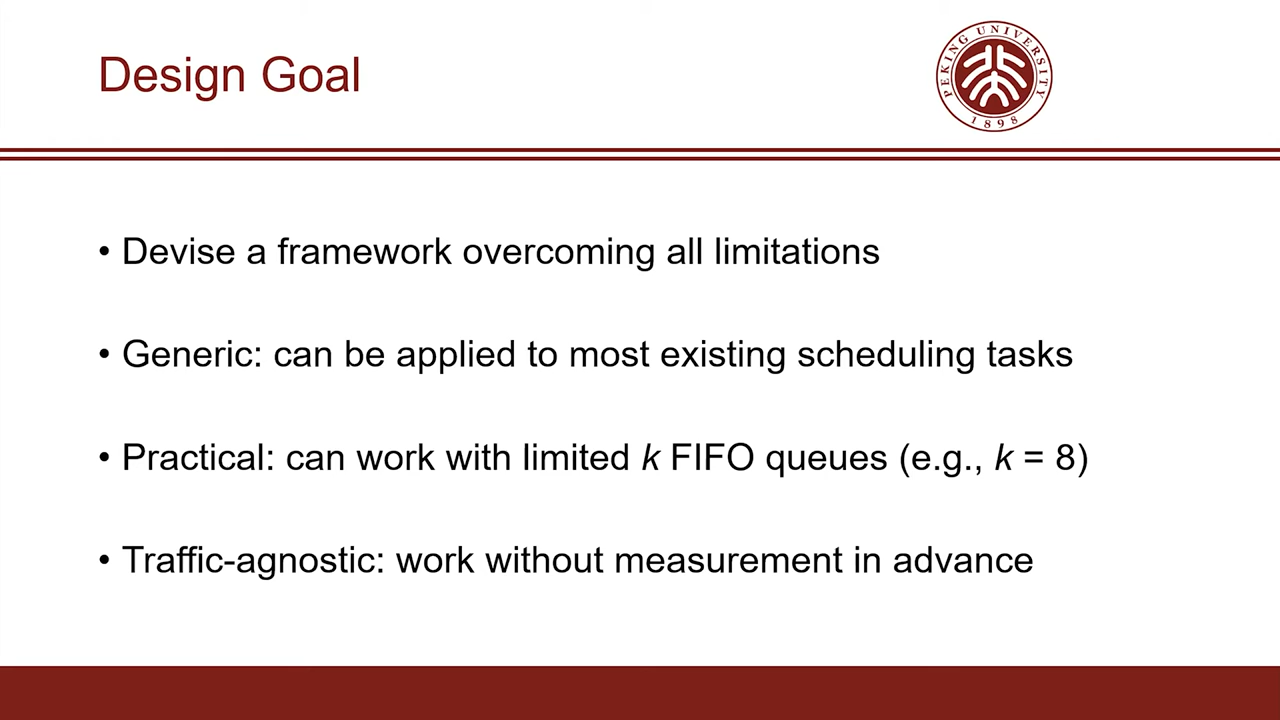 Design Goal
PEKING UNIVERSITY
1898
• Devise a framework overcoming all limitations
• Generic: can be applied to most existing scheduling tasks
• Practical: can work with limited k FIFO queues (e.g., k = 8)
• Traffic-agnostic: work without measurement in advance